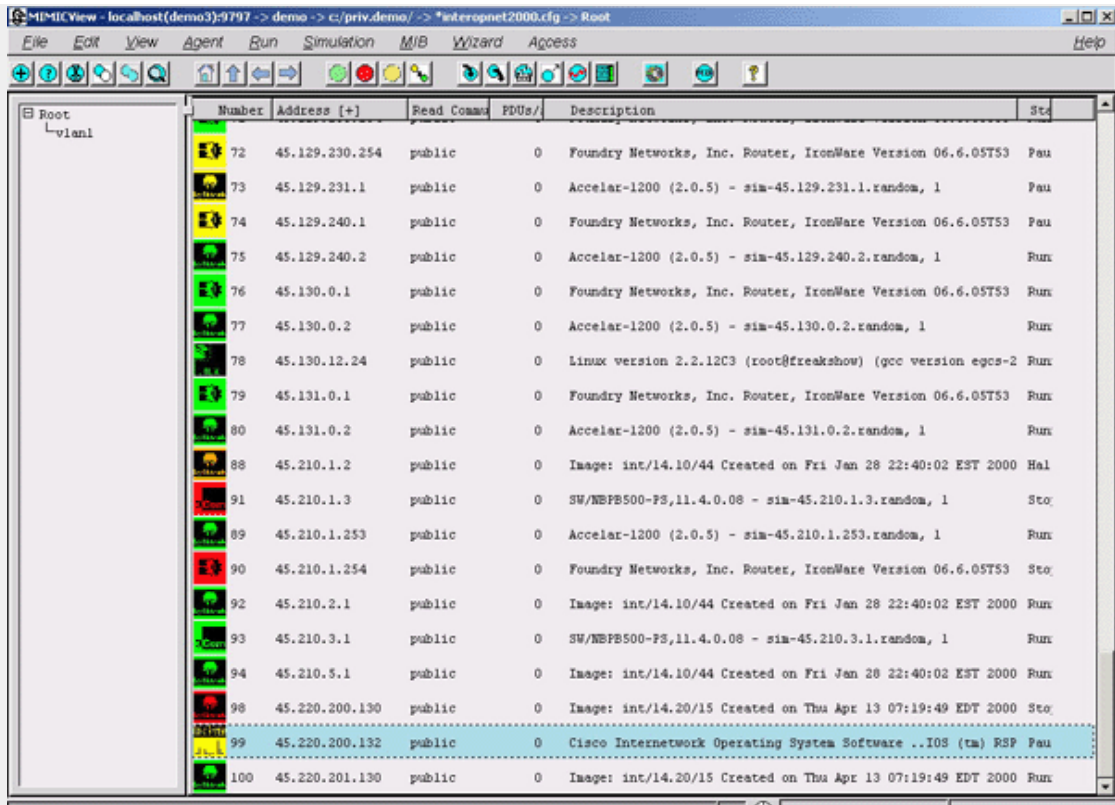 MIMICView - localhost(demo3):9797 -> demo -> c:/priv.demo/ -> *interopnet2000.cfg -> Root
File Edit View Agent Run Simulation MIB Wizard Access Help
Root
vlan1
Number Address [+] Read Commu PDUs/ Description Sta
72 45.129.230.254 public 0 Foundry Networks, Inc. Router, IronWare Version 06.6.05T53 Pau
73 45.129.231.1 public 0 Accelar-1200 (2.0.5) - sim-45.129.231.1.random, 1 Pau
74 45.129.240.1 public 0 Foundry Networks, Inc. Router, IronWare Version 06.6.05T53 Pau
75 45.129.240.2 public 0 Accelar-1200 (2.0.5) - sim-45.129.240.2.random, 1 Run
76 45.130.0.1 public 0 Foundry Networks, Inc. Router, IronWare Version 06.6.05T53 Run
77 45.130.0.2 public 0 Accelar-1200 (2.0.5) - sim-45.130.0.2.random, 1 Run
78 45.130.12.24 public 0 Linux version 2.2.12C3 (root@freakshow) (gcc version egcs-2 Run
79 45.131.0.1 public 0 Foundry Networks, Inc. Router, IronWare Version 06.6.05T53 Run
80 45.131.0.2 public 0 Accelar-1200 (2.0.5) - sim-45.131.0.2.random, 1 Run
88 45.210.1.2 public 0 Image: int/14.10/44 Created on Fri Jan 28 22:40:02 EST 2000 Hal
91 45.210.1.3 public 0 SW/NBPB500-PS,11.4.0.08 - sim-45.210.1.3.random, 1 Sto
89 45.210.1.253 public 0 Accelar-1200 (2.0.5) - sim-45.210.1.253.random, 1 Run
90 45.210.1.254 public 0 Foundry Networks, Inc. Router, IronWare Version 06.6.05T53 Sto
92 45.210.2.1 public 0 Image: int/14.10/44 Created on Fri Jan 28 22:40:02 EST 2000 Run
93 45.210.3.1 public 0 SW/NBPB500-PS,11.4.0.08 - sim-45.210.3.1.random, 1 Run
94 45.210.5.1 public 0 Image: int/14.10/44 Created on Fri Jan 28 22:40:02 EST 2000 Run
98 45.220.200.130 public 0 Image: int/14.20/15 Created on Thu Apr 13 07:19:49 EDT 2000 Sto
99 45.220.200.132 public 0 Cisco Internetwork Operating System Software ..IOS (tm) RSP Pau
100 45.220.201.130 public 0 Image: int/14.20/15 Created on Thu Apr 13 07:19:49 EDT 2000 Run